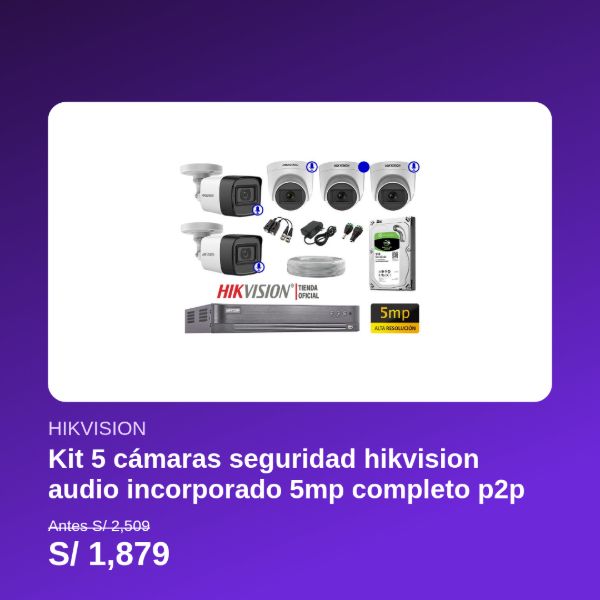 HIKVISION
HIKVISION TIENDA
OFICIAL
5mp
ALTA RESOLUCIÓN
HIKVISION
Kit 5 cámaras seguridad hikvision
audio incorporado 5mp completo p2p
Antes S/ 2,509
S/ 1,879